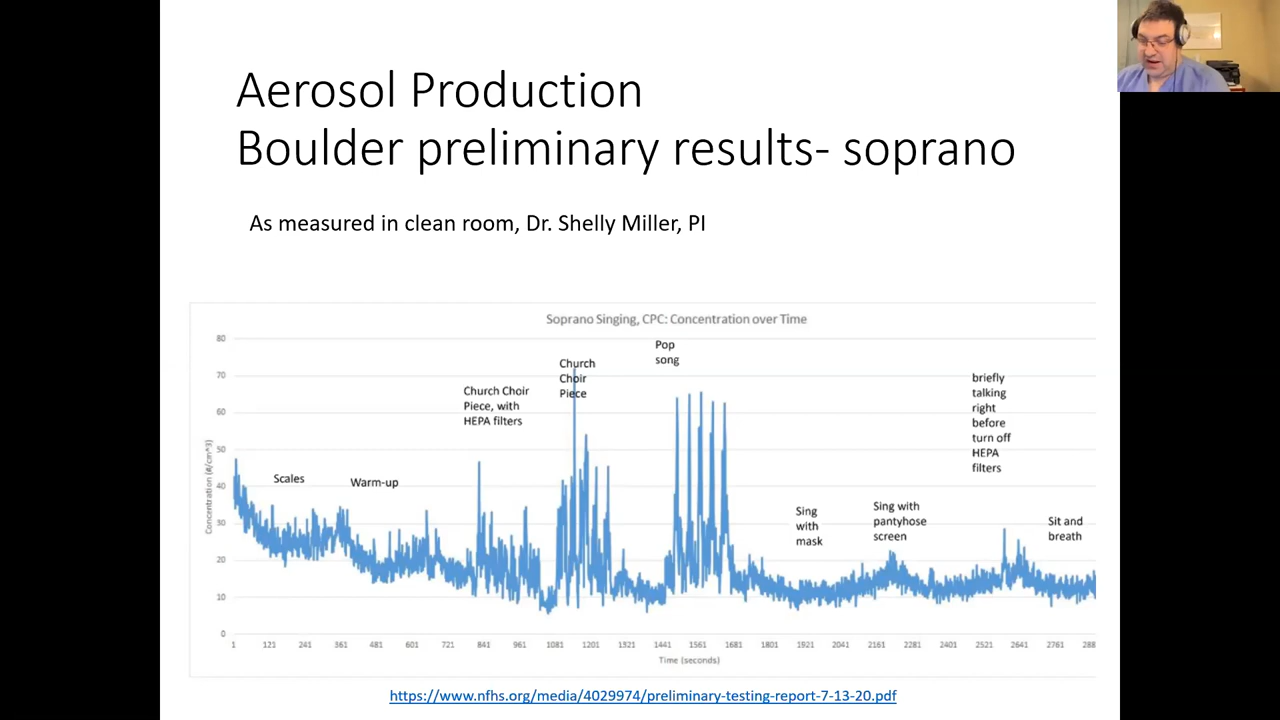 Aerosol Production
Boulder preliminary results- soprano
As measured in clean room, Dr. Shelly Miller, PI
Soprano Singing, CPC: Concentration over Time
80
70
60
50
40
30
20
10
0
Concentration (#/cm^3)
Scales
Warm-up
Church Choir
Piece, with
HEPA filters
Church
Choir
Piece
Pop
song
Sing
with
mask
Sing with
pantyhose
screen
briefly
talking
right
before
turn off
HEPA
filters
Sit and
breath
1 121 241 361 481 601 721 841 961 1081 1201 1321 1441 1561 1681 1801 1921 2041 2161 2281 2401 2521 2641 2761 288
Time (seconds)
https://www.nfhs.org/media/4029974/preliminary-testing-report-7-13-20.pdf